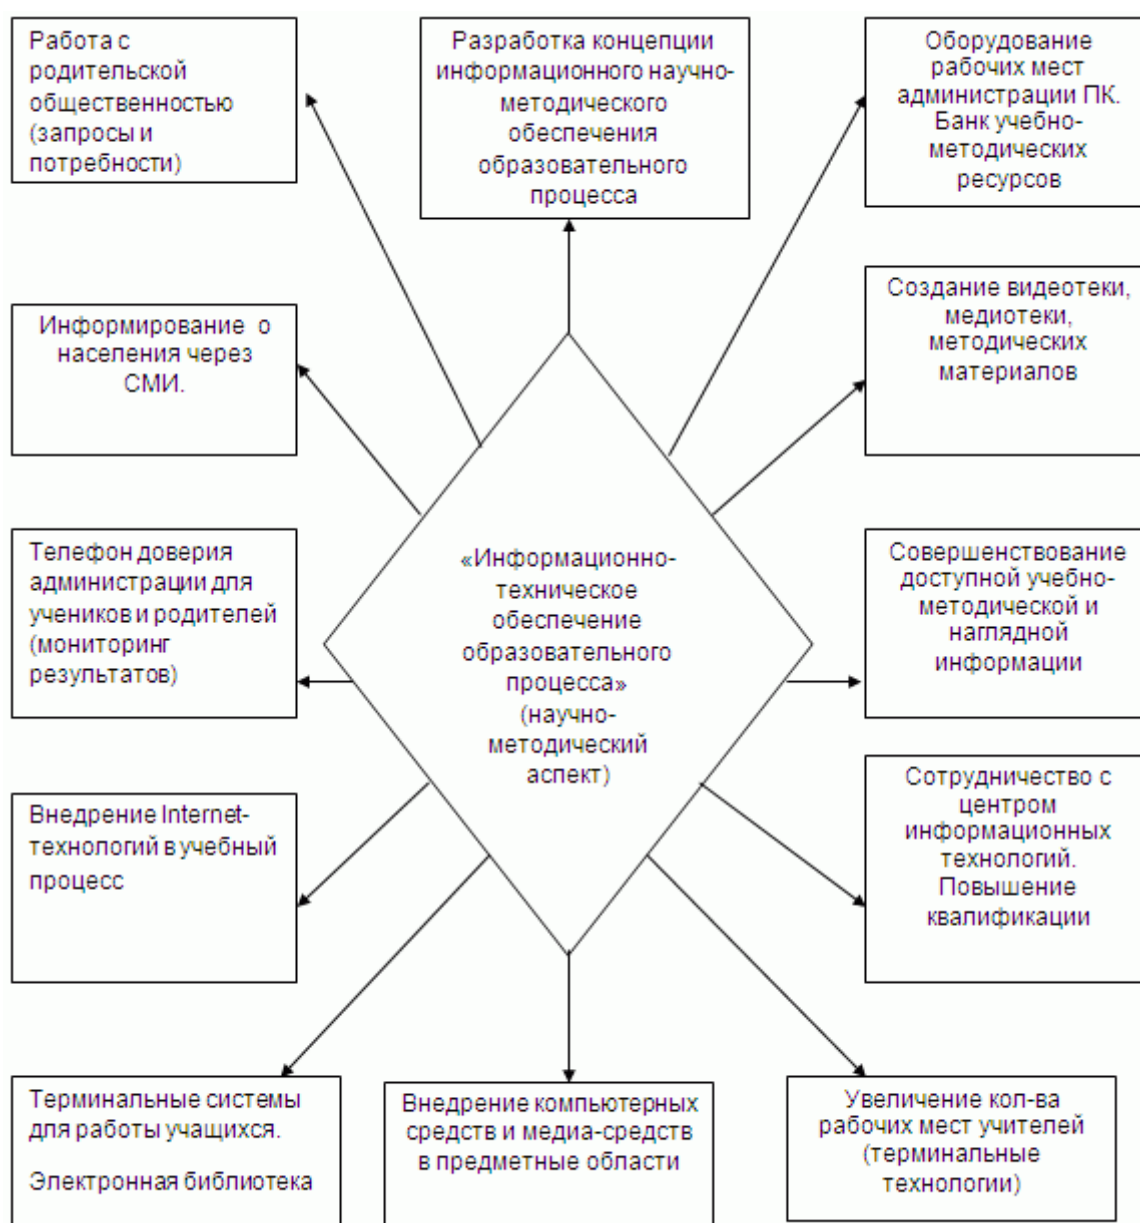 Работа с
родительской
общественностью
(запросы и
потребности)
Разработка концепции
информационного научно-
методического
обеспечения
образовательного
процесса
Оборудование
рабочих мест
администрации ПК.
Банк учебно-
методических
ресурсов
Информирование о
населения через
СМИ.
Создание видеотеки,
медиотеки,
методических
материалов
Телефон доверия
администрации для
учеников и родителей
(мониторинг
результатов)
«Информационно-
техническое
обеспечение
образовательного
процесса»
(научно-
методический
аспект)
Совершенствование
доступной учебно-
методической и
наглядной
информации
Внедрение Internet-
технологий в учебный
процесс
Сотрудничество с
центром
информационных
технологий.
Повышение
квалификации
Терминальные системы
для работы учащихся.
Электронная библиотека
Внедрение компьютерных
средств и медиа-средств
в предметные области
Увеличение кол-ва
рабочих мест учителей
(терминальные
технологии)